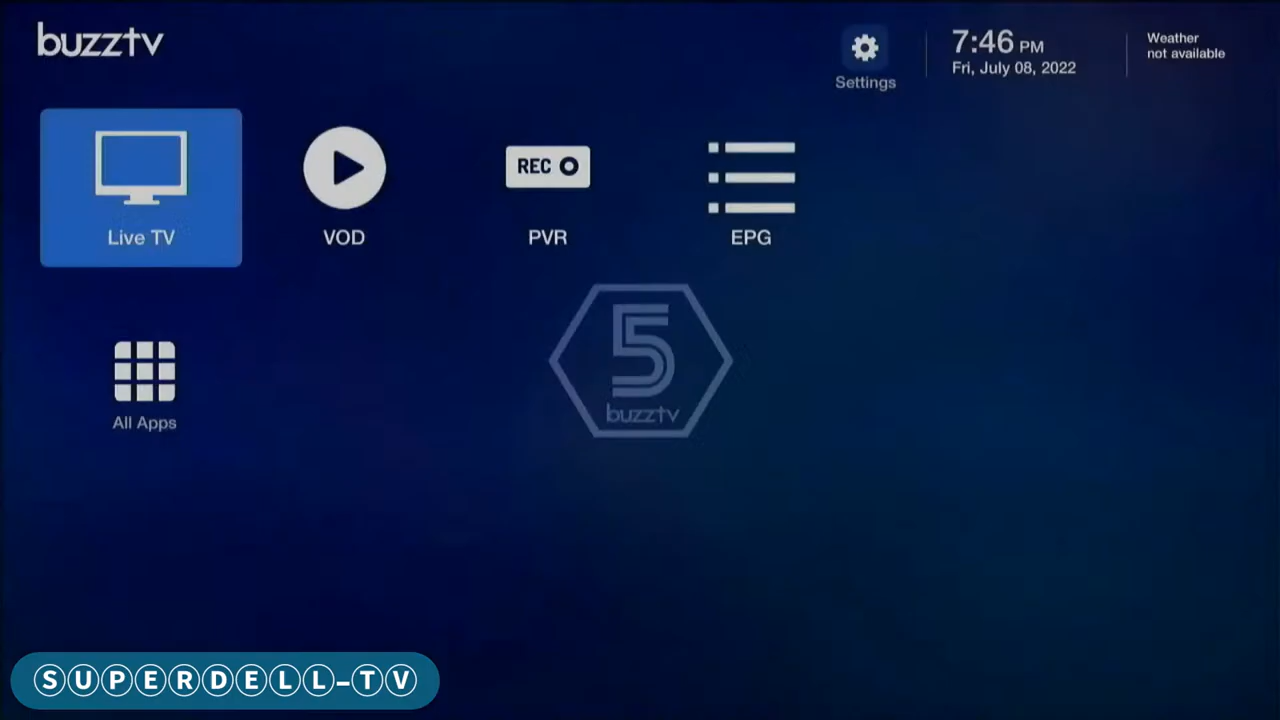 buzztv
Settings
7:46 PM
Fri, July 08, 2022
Weather
not available
Live TV
VOD
REC
PVR
EPG
5
buzztv
All Apps
ⓈⓊⓅⒺⓇⒹⒺⓁⓁ-ⓉⓋ